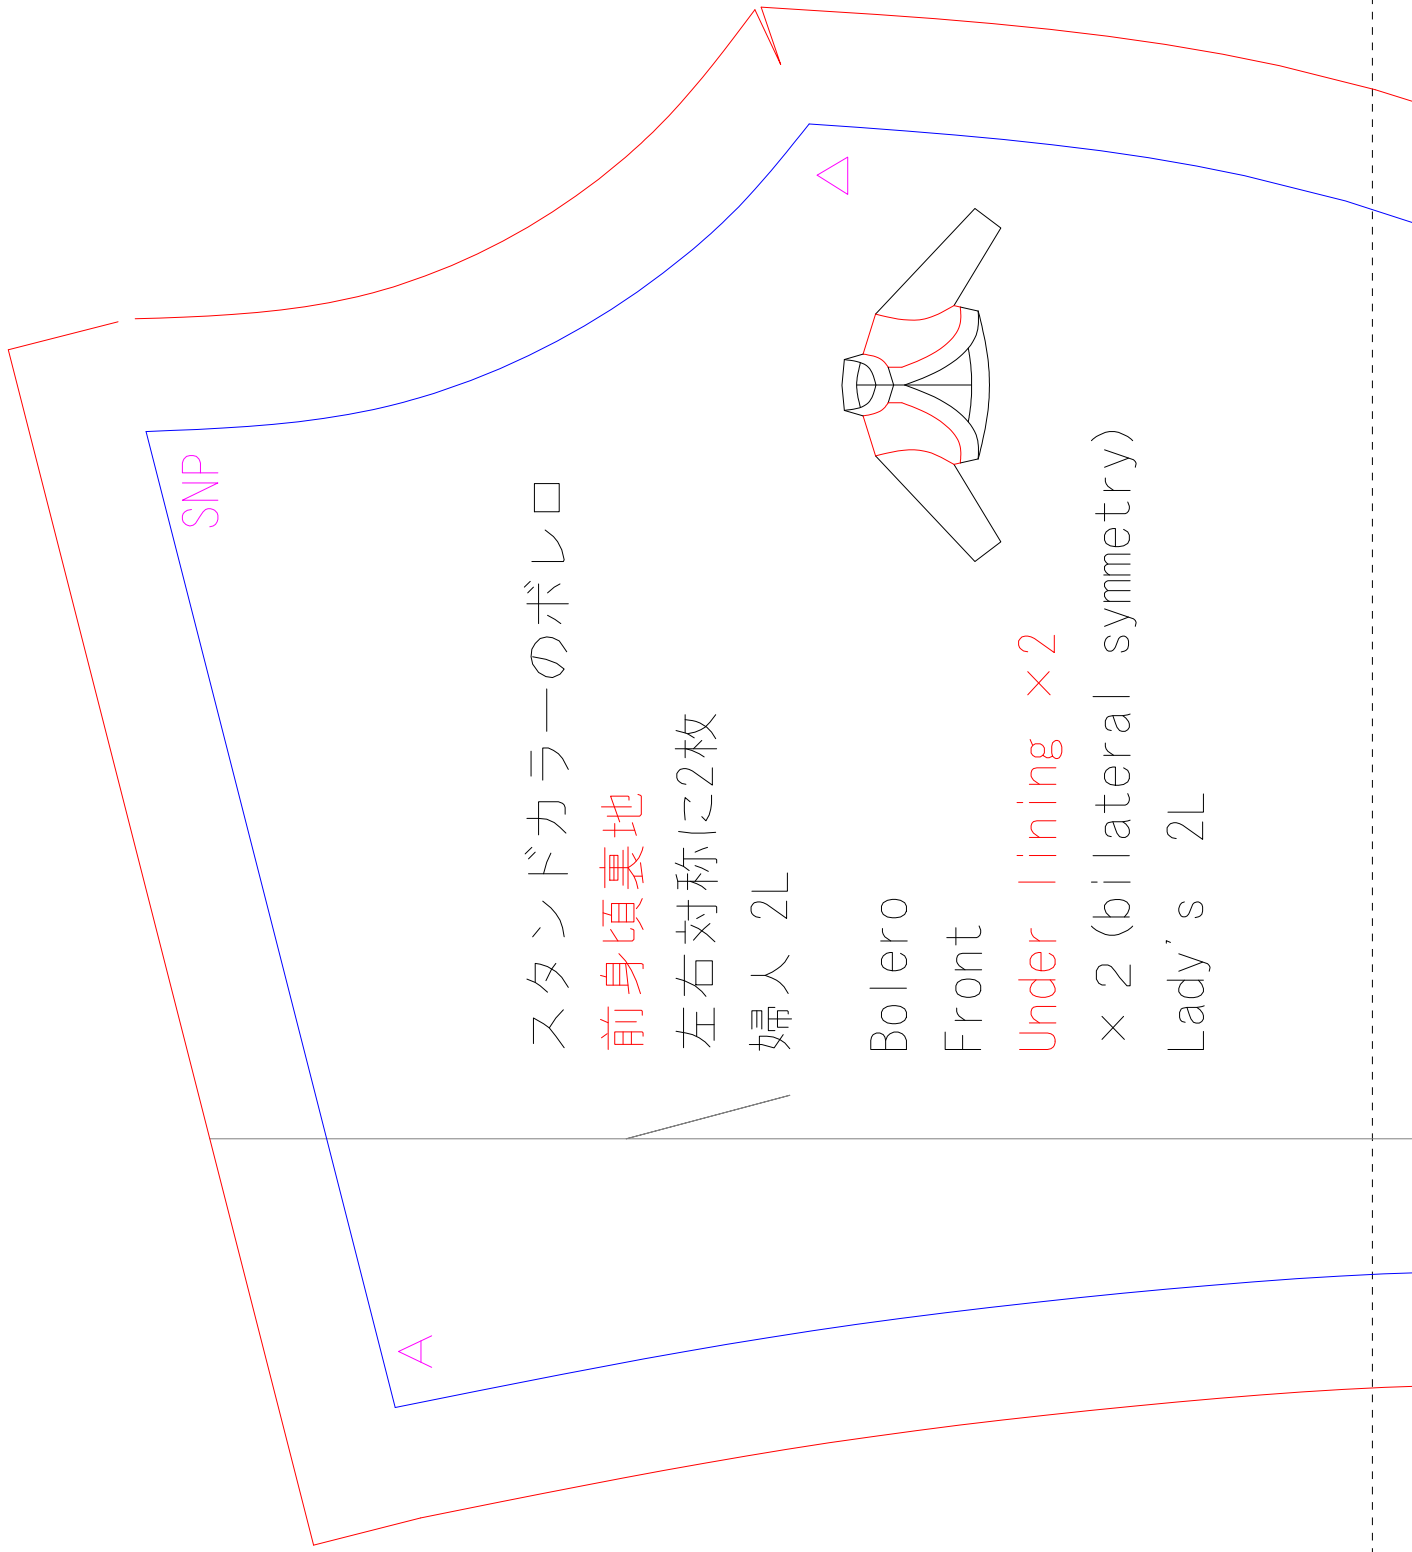 SNP
△
スタンドカラーのボレロ
前身頃裏地
左右対称に2枚
婦人 2L
Bolero
Front
Under lining ×2
×2(bilateral symmetry)
Lady's 2L
A